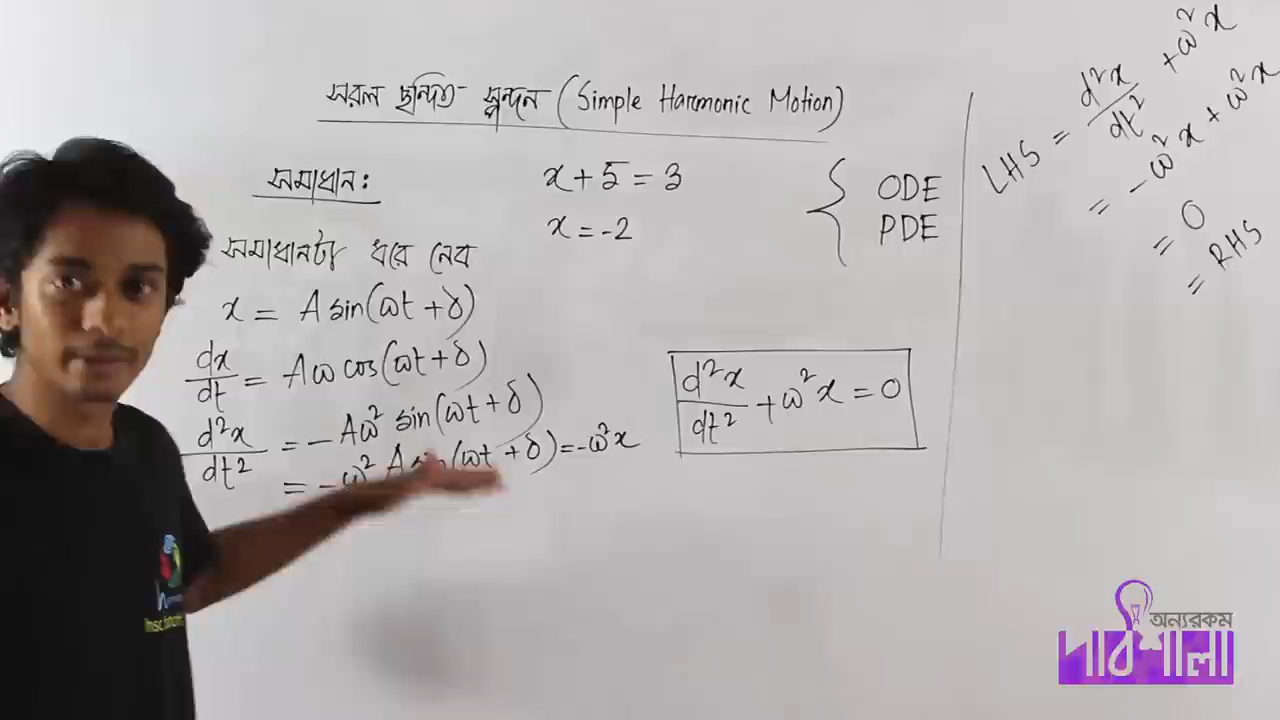 সরল ছন্দিত স্পন্দন (Simple Harmonic Motion)
সমাধান:
x + 5 = 3
x = -2
ODE
PDE
সমাধানটা ধরে নেব
x = A sin(ωt + δ)
dx/dt = Aω cos(ωt + δ)
d²x/dt² = -Aω² sin(ωt + δ)
= -ω² A sin(ωt + δ) = -ω²x
d²x/dt² + ω²x = 0
LHS = d²x/dt² + ω²x
= -ω²x + ω²x
= 0
= RHS
অন্যরকম
পাঠশালা